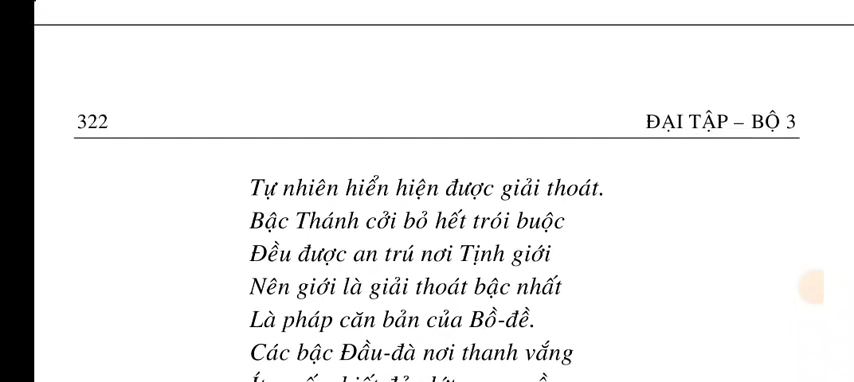 322
ĐẠI TẬP – BỘ 3
Tự nhiên hiển hiện được giải thoát.
Bậc Thánh cởi bỏ hết trói buộc
Đều được an trú nơi Tịnh giới
Nên giới là giải thoát bậc nhất
Là pháp căn bản của Bồ-đề.
Các bậc Đầu-đà nơi thanh vắng